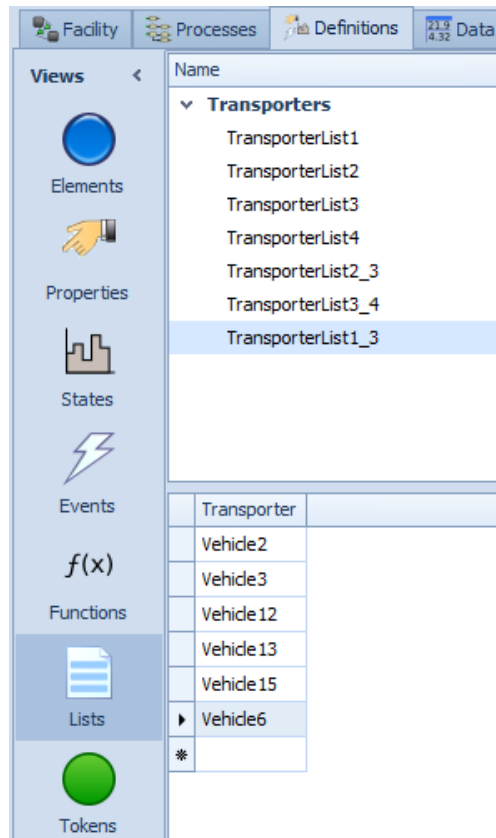 Facility Processes Definitions 21.9 4.32 Data
Views <
Name
Transporters
TransporterList1
TransporterList2
TransporterList3
TransporterList4
TransporterList2_3
TransporterList3_4
TransporterList1_3
Elements
Properties
States
Events
f(x)
Functions
Lists
Tokens
Transporter
Vehicle2
Vehicle3
Vehicle12
Vehicle13
Vehicle15
Vehicle6